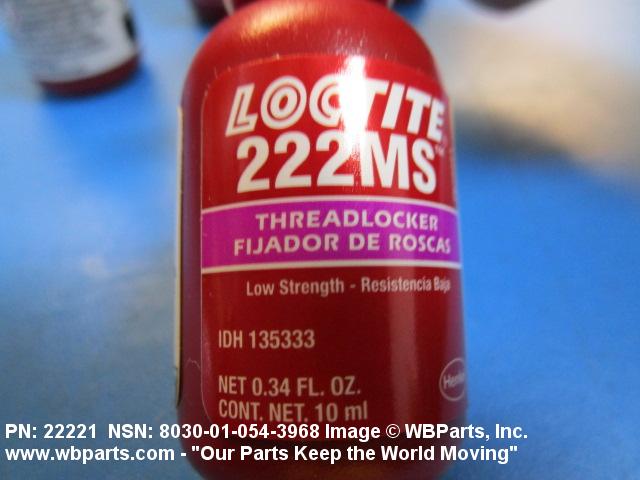 LOCTITE
222MS
THREADLOCKER
FIJADOR DE ROSCAS
Low Strength - Resistencia Baja
IDH 135333
Henkel
NET 0.34 FL. OZ.
CONT. NET. 10 ml
PN: 22221 NSN: 8030-01-054-3968 Image © WBParts, Inc.
www.wbparts.com - "Our Parts Keep the World Moving"